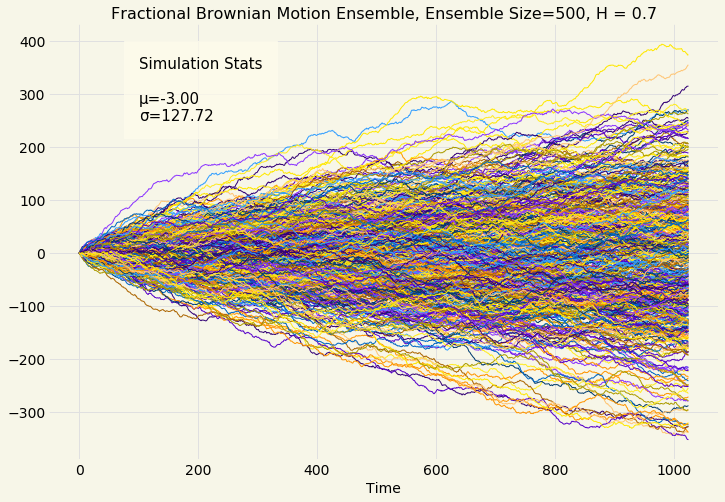 Fractional Brownian Motion Ensemble, Ensemble Size=500, H = 0.7
Simulation Stats
μ=-3.00
σ=127.72
400
300
200
100
0
−100
−200
−300
0 200 400 600 800 1000
Time